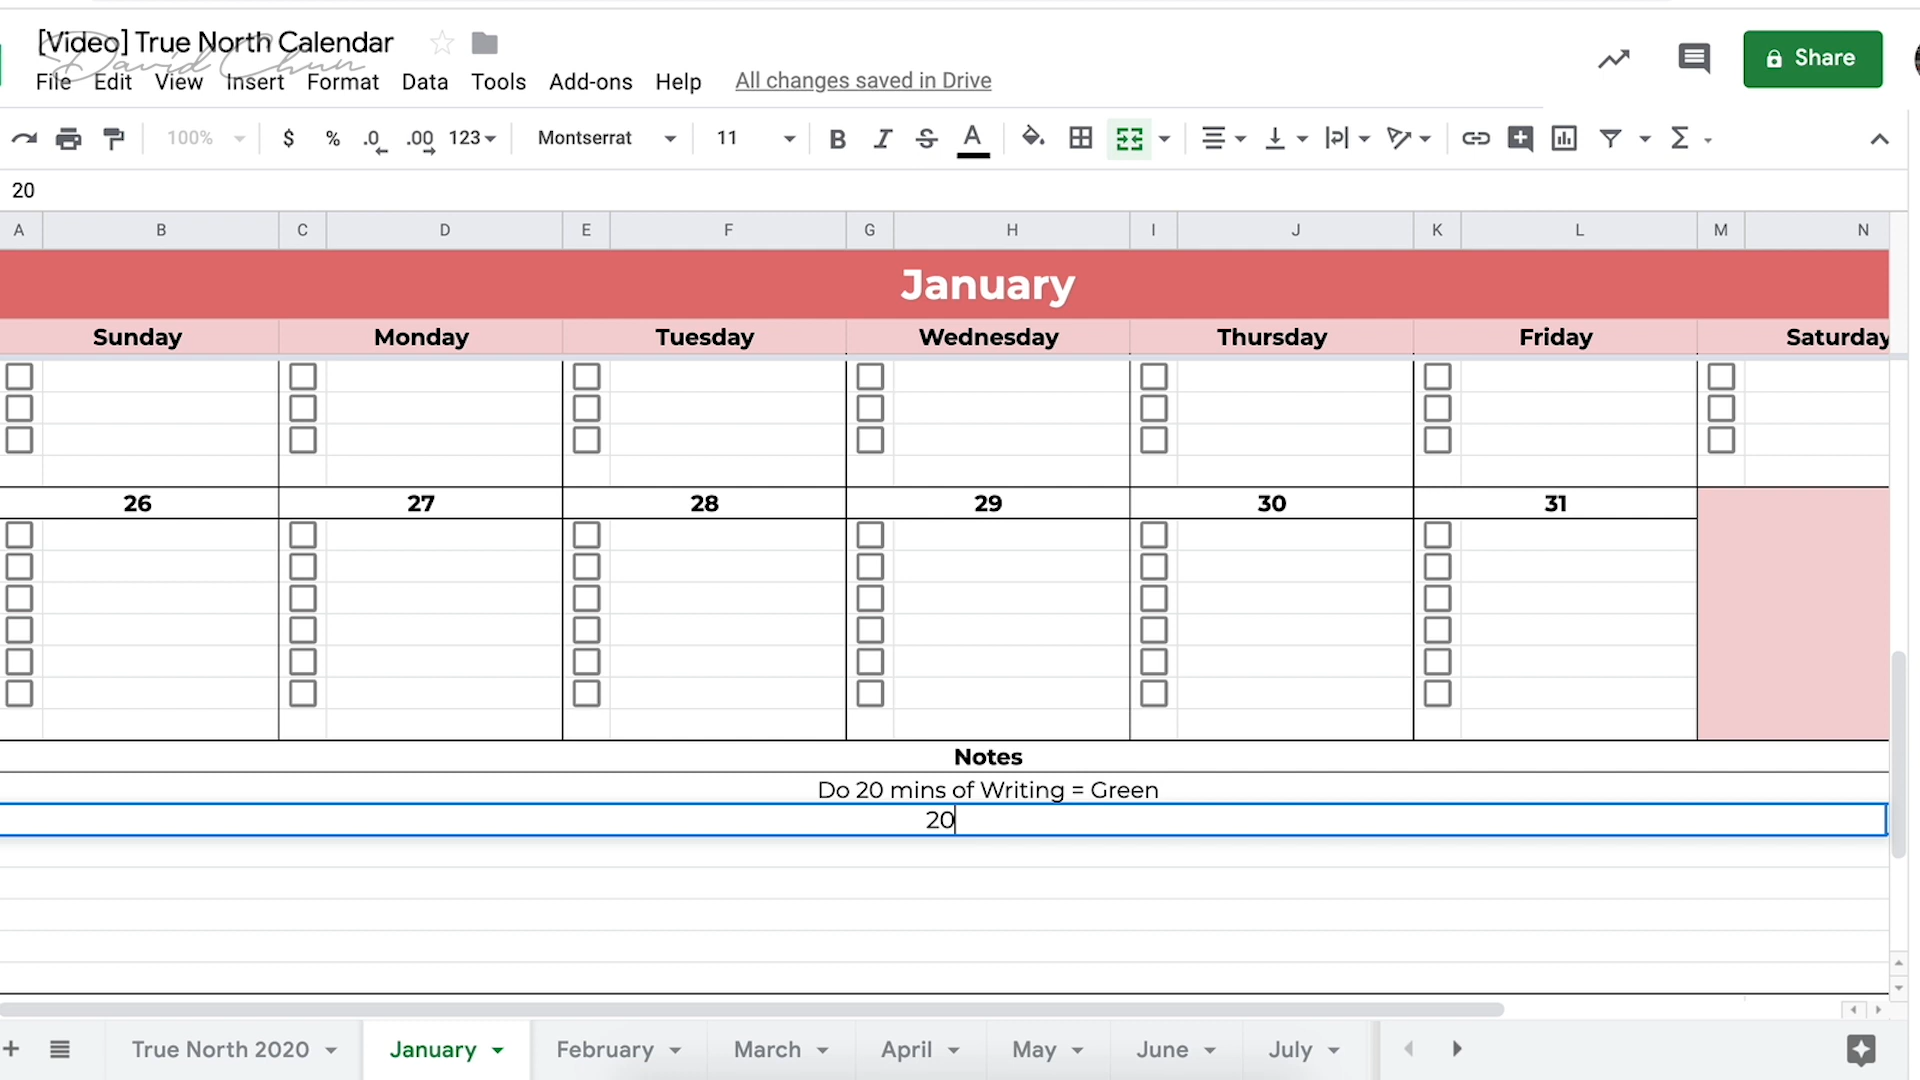 [Video] True North Calendar
David Chun
File Edit View Insert Format Data Tools Add-ons Help All changes saved in Drive
Share
100% $ % .0 .00 123 Montserrat 11 B I S A
20
A B C D E F G H I J K L M N
January
Sunday Monday Tuesday Wednesday Thursday Friday Saturday
26 27 28 29 30 31
Notes
Do 20 mins of Writing = Green
20
True North 2020 January February March April May June July